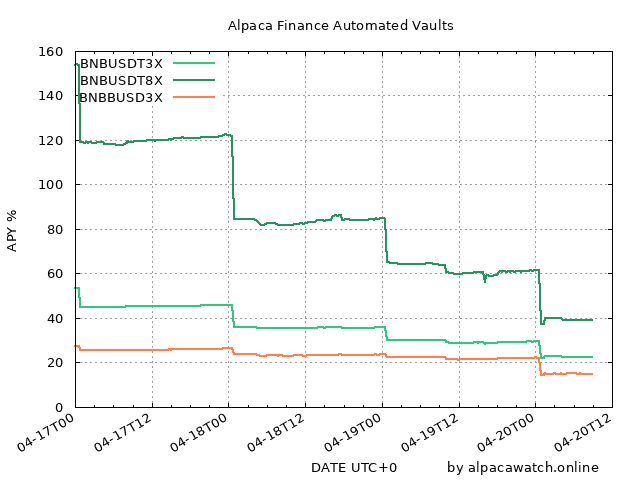 Alpaca Finance Automated Vaults
APY %
160
140
120
100
80
60
40
20
0
BNBUSDT3X
BNBUSDT8X
BNBBUSD3X
04-17T00
04-17T12
04-18T00
04-18T12
04-19T00
04-19T12
04-20T00
04-20T12
DATE UTC+0
by alpacawatch.online